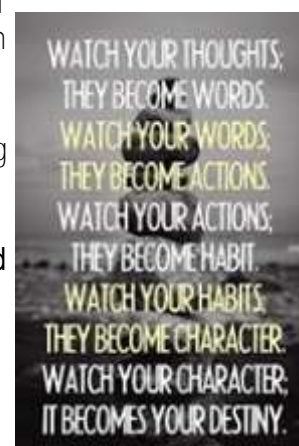 WATCH YOUR THOUGHTS;
THEY BECOME WORDS.
WATCH YOUR WORDS;
THEY BECOME ACTIONS.
WATCH YOUR ACTIONS;
THEY BECOME HABIT.
WATCH YOUR HABITS;
THEY BECOME CHARACTER.
WATCH YOUR CHARACTER;
IT BECOMES YOUR DESTINY.